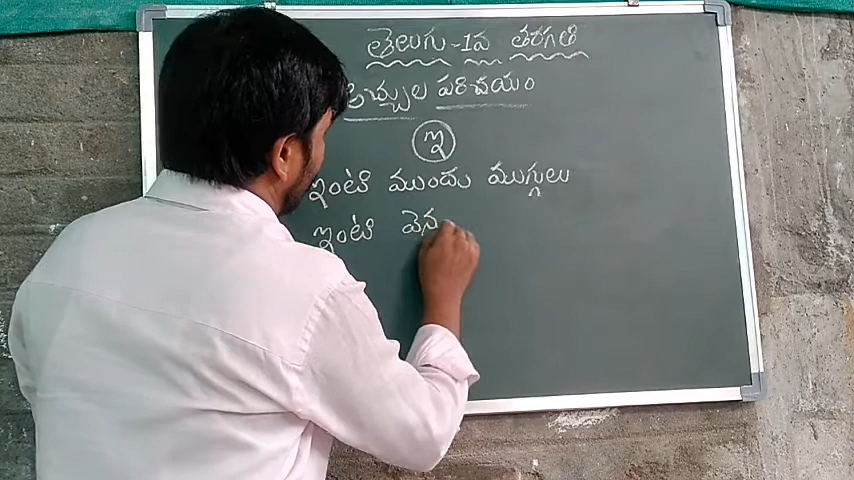 తెలుగు-1వ తరగతి
పరిచయం
ఇ
ఇంటి ముందు ముగ్గులు
ఇంటి వెన